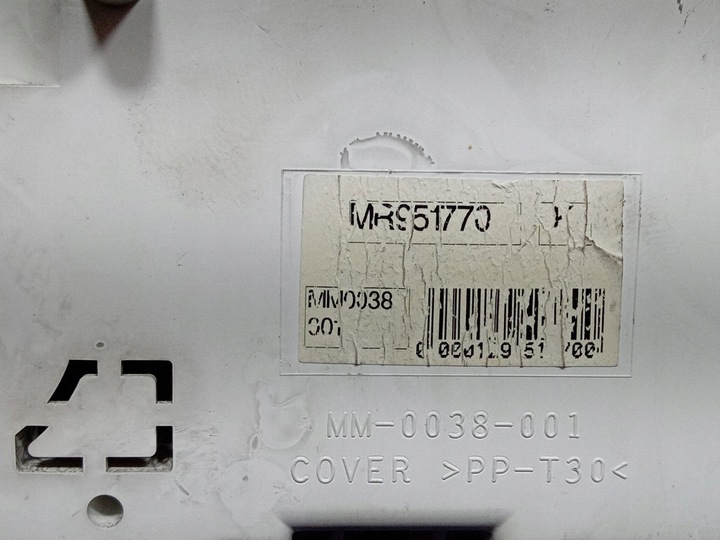 MR951770 K
MM0038
001
MM-0038-001
COVER >PP-T30<